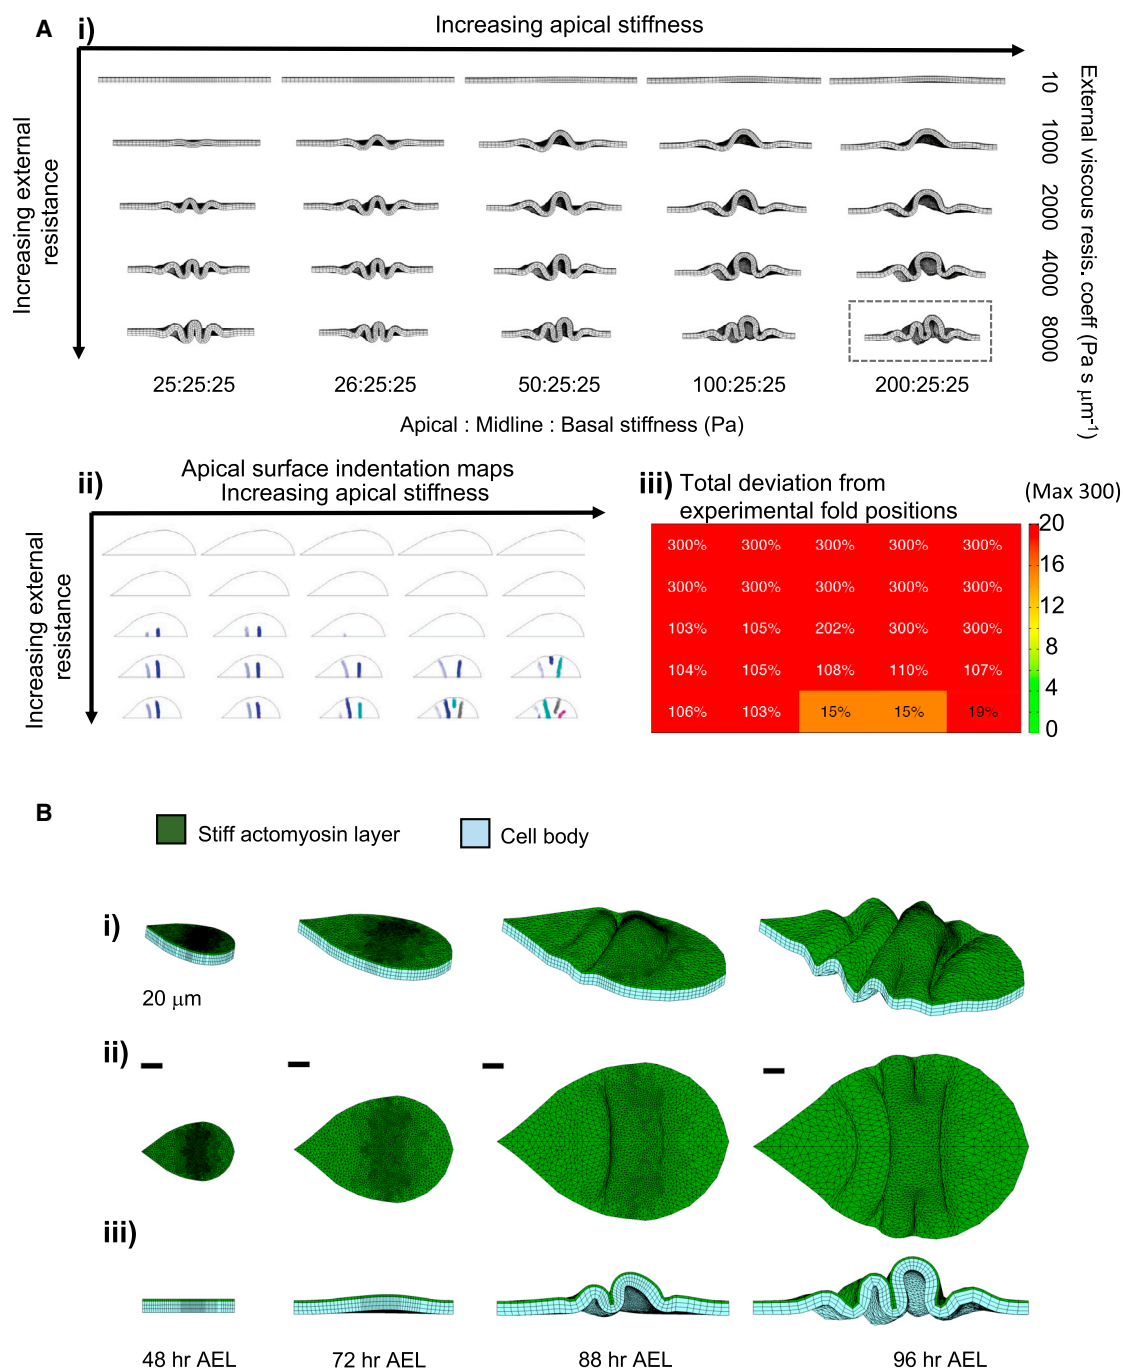 A
i)
Increasing apical stiffness
Increasing external
resistance
10
1000
2000
4000
8000
External viscous resis. coeff (Pa s μm-1)
25:25:25
26:25:25
50:25:25
100:25:25
200:25:25
Apical : Midline : Basal stiffness (Pa)
ii)
Apical surface indentation maps
Increasing apical stiffness
Increasing external
resistance
iii)
Total deviation from
experimental fold positions
(Max 300)
300% 300% 300% 300% 300%
300% 300% 300% 300% 300%
103% 105% 202% 300% 300%
104% 105% 108% 110% 107%
106% 103% 15% 15% 19%
20
16
12
8
4
0
B
Stiff actomyosin layer
Cell body
i)
20 μm
ii)
iii)
48 hr AEL
72 hr AEL
88 hr AEL
96 hr AEL